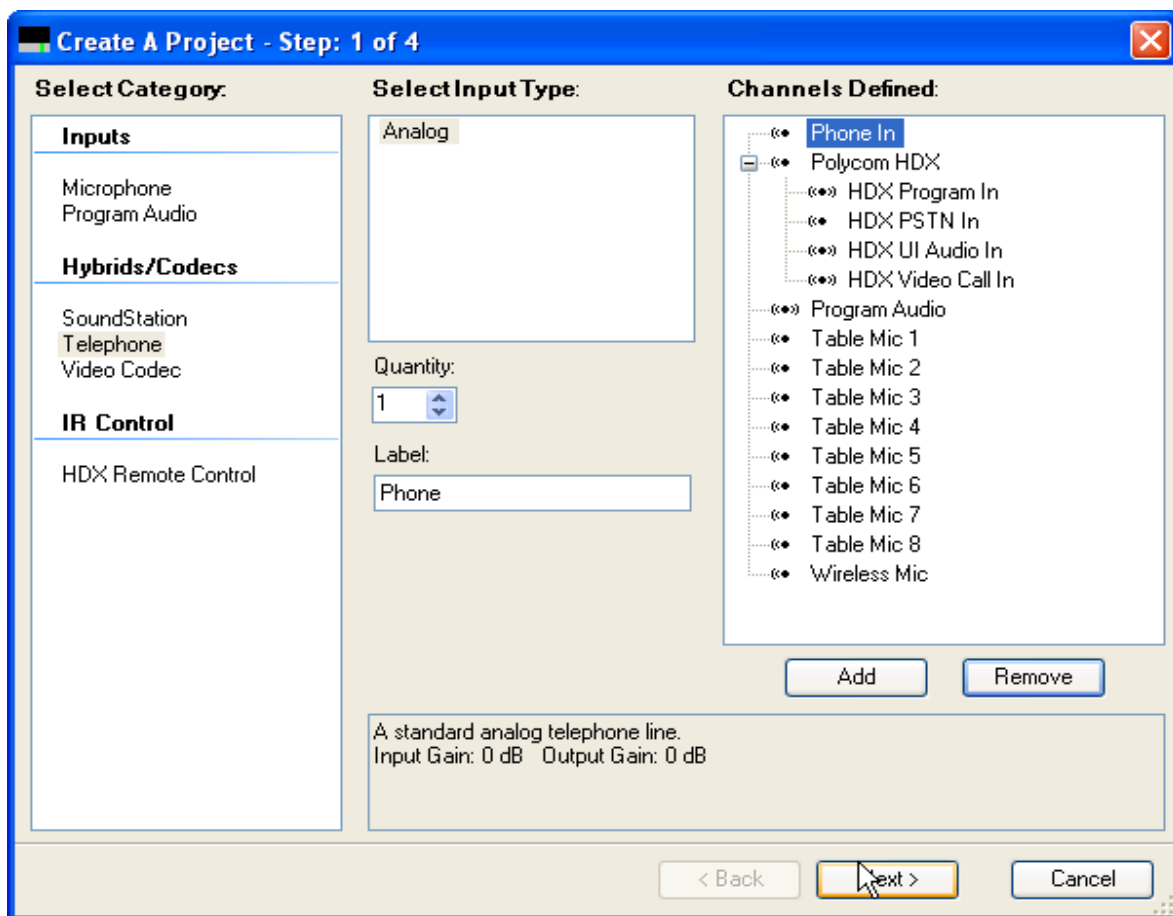 Create A Project - Step: 1 of 4
Select Category:
Inputs
Microphone
Program Audio
Hybrids/Codecs
SoundStation
Telephone
Video Codec
IR Control
HDX Remote Control
Select Input Type:
Analog
Quantity:
1
Label:
Phone
Channels Defined:
Phone In
Polycom HDX
HDX Program In
HDX PSTN In
HDX UI Audio In
HDX Video Call In
Program Audio
Table Mic 1
Table Mic 2
Table Mic 3
Table Mic 4
Table Mic 5
Table Mic 6
Table Mic 7
Table Mic 8
Wireless Mic
Add Remove
A standard analog telephone line.
Input Gain: 0 dB Output Gain: 0 dB
< Back Next > Cancel